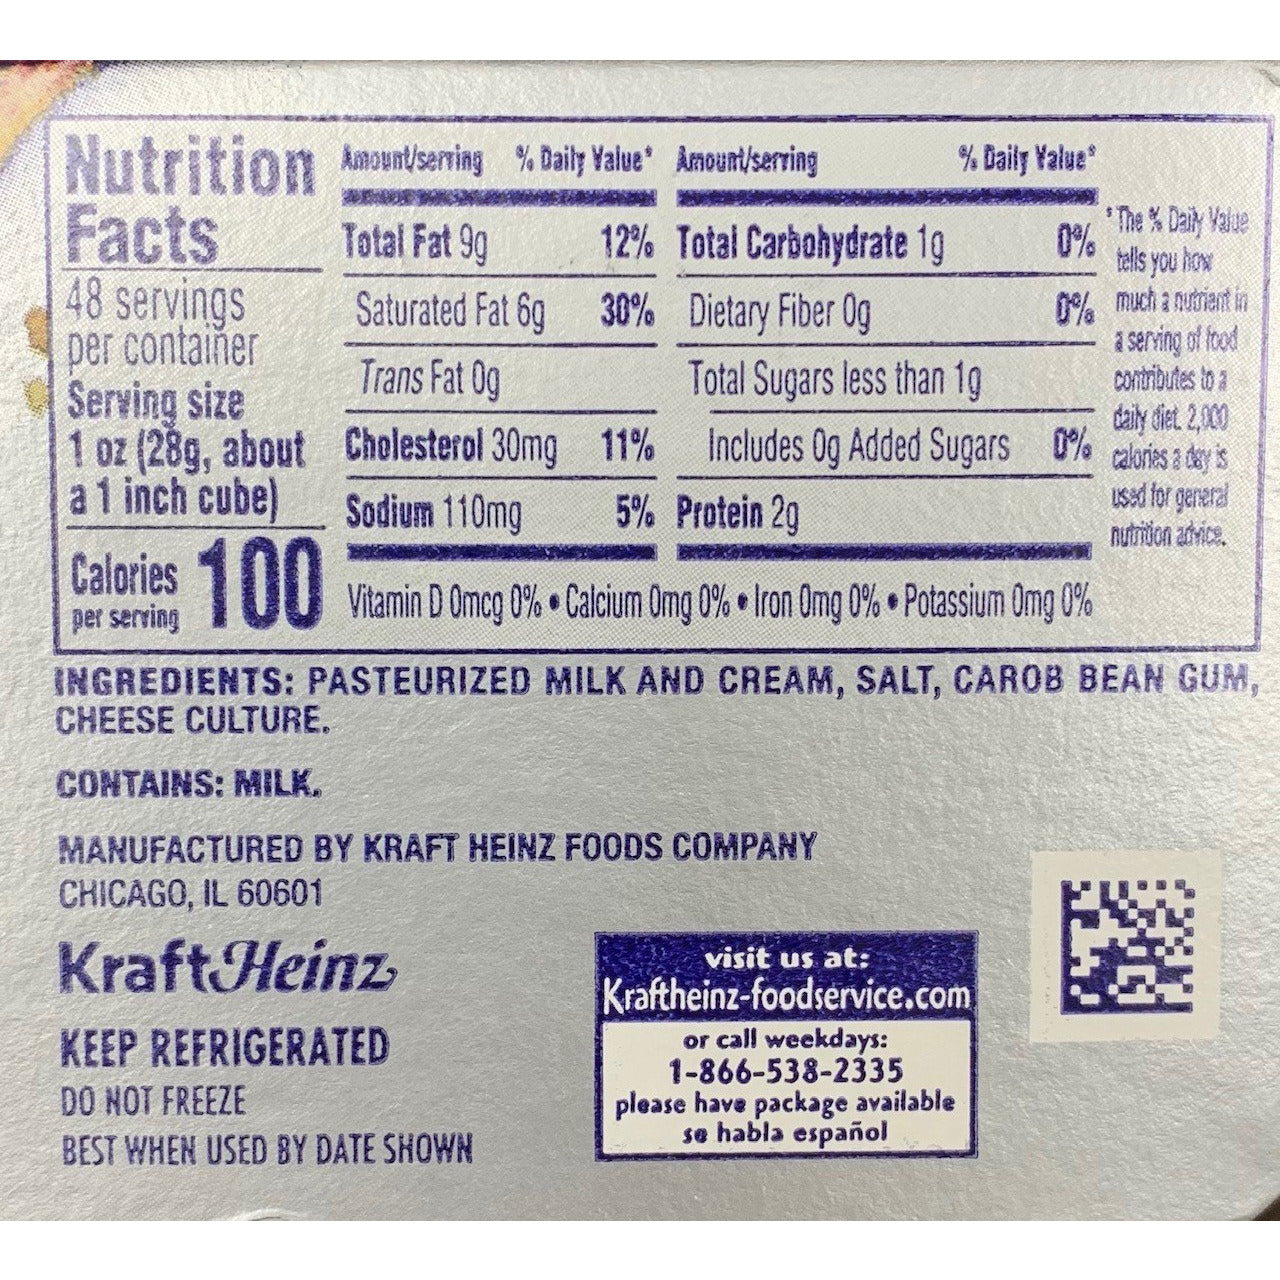 Nutrition
Facts
48 servings
per container
Serving size
1 oz (28g, about
a 1 inch cube)
Calories
per serving
100
Amount/serving % Daily Value*
Total Fat 9g 12%
Saturated Fat 6g 30%
Trans Fat 0g
Cholesterol 30mg 11%
Sodium 110mg 5%
Amount/serving % Daily Value*
Total Carbohydrate 1g 0%
Dietary Fiber 0g 0%
Total Sugars less than 1g
Includes 0g Added Sugars 0%
Protein 2g
Vitamin D 0mcg 0% • Calcium 0mg 0% • Iron 0mg 0% • Potassium 0mg 0%
*The % Daily Value
tells you how
much a nutrient in
a serving of food
contributes to a
daily diet. 2,000
calories a day is
used for general
nutrition advice.
INGREDIENTS: PASTEURIZED MILK AND CREAM, SALT, CAROB BEAN GUM,
CHEESE CULTURE.
CONTAINS: MILK.
MANUFACTURED BY KRAFT HEINZ FOODS COMPANY
CHICAGO, IL 60601
KraftHeinz
KEEP REFRIGERATED
DO NOT FREEZE
BEST WHEN USED BY DATE SHOWN
visit us at:
Kraftheinz-foodservice.com
or call weekdays:
1-866-538-2335
please have package available
se habla español